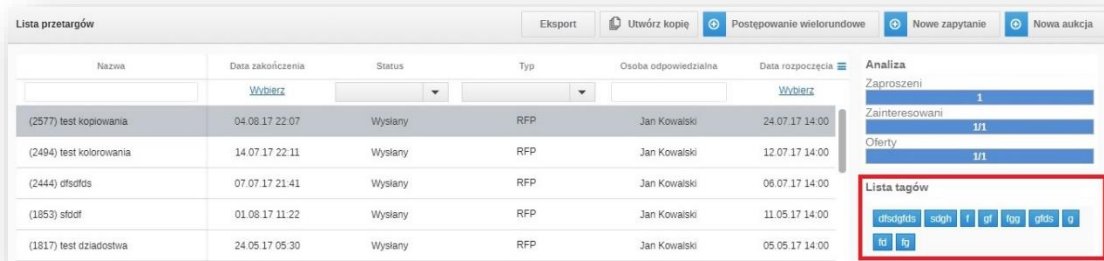 Lista przetargów Eksport Utwórz kopię Postępowanie wielorundowe Nowe zapytanie Nowa aukcja
Nazwa Data zakończenia Status Typ Osoba odpowiedzialna Data rozpoczęcia
Wybierz Wybierz
(2577) test kopiowania 04.08.17 22:07 Wysłany RFP Jan Kowalski 24.07.17 14:00
(2494) test kolorowania 14.07.17 22:11 Wysłany RFP Jan Kowalski 12.07.17 14:00
(2444) dfsdfds 07.07.17 21:41 Wysłany RFP Jan Kowalski 06.07.17 14:00
(1853) sfddf 01.08.17 11:22 Wysłany RFP Jan Kowalski 11.05.17 14:00
(1817) test dziadostwa 24.05.17 05:30 Wysłany RFP Jan Kowalski 05.05.17 14:00
Analiza
Zaproszeni
1
Zainteresowani
1/1
Oferty
1/1
Lista tagów
dfsdgfds sdgh f gf fgg gfds g
fd fg